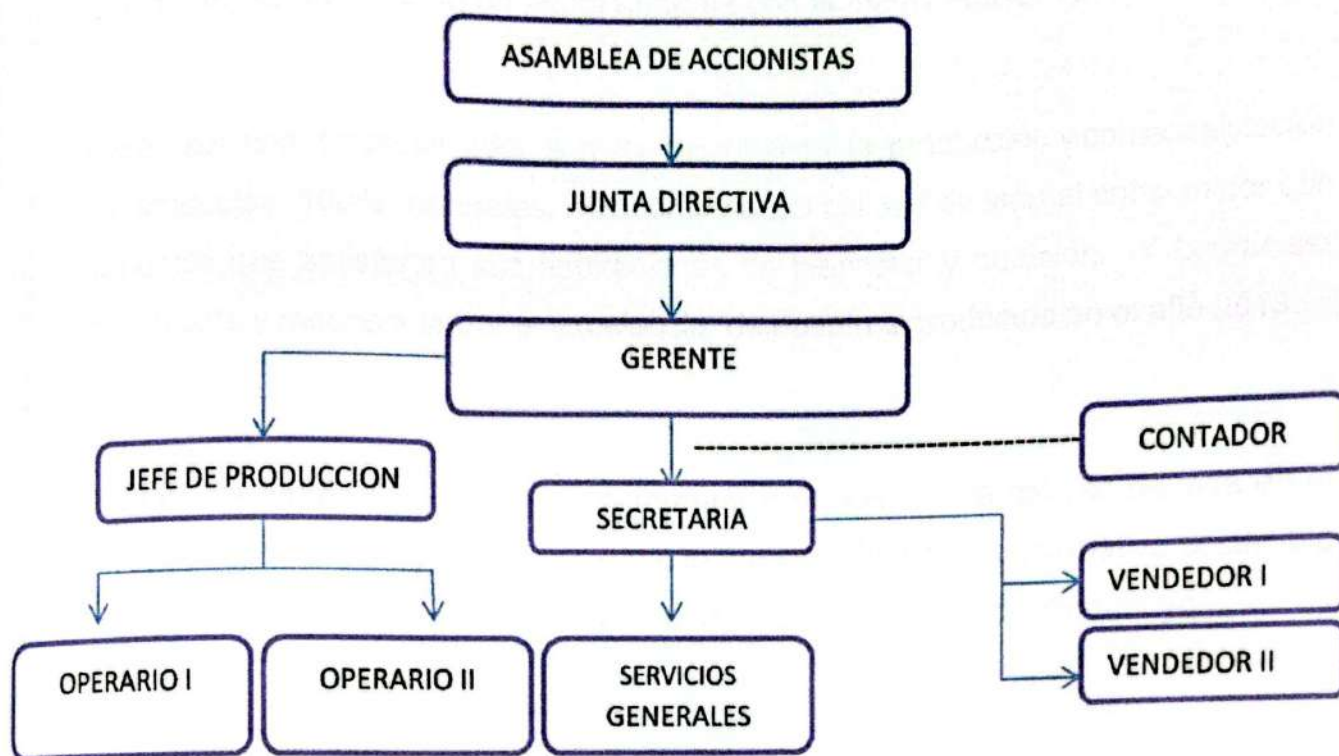 ASAMBLEA DE ACCIONISTAS
JUNTA DIRECTIVA
GERENTE
CONTADOR
JEFE DE PRODUCCION
SECRETARIA
VENDEDOR I
VENDEDOR II
OPERARIO I
OPERARIO II
SERVICIOS
GENERALES